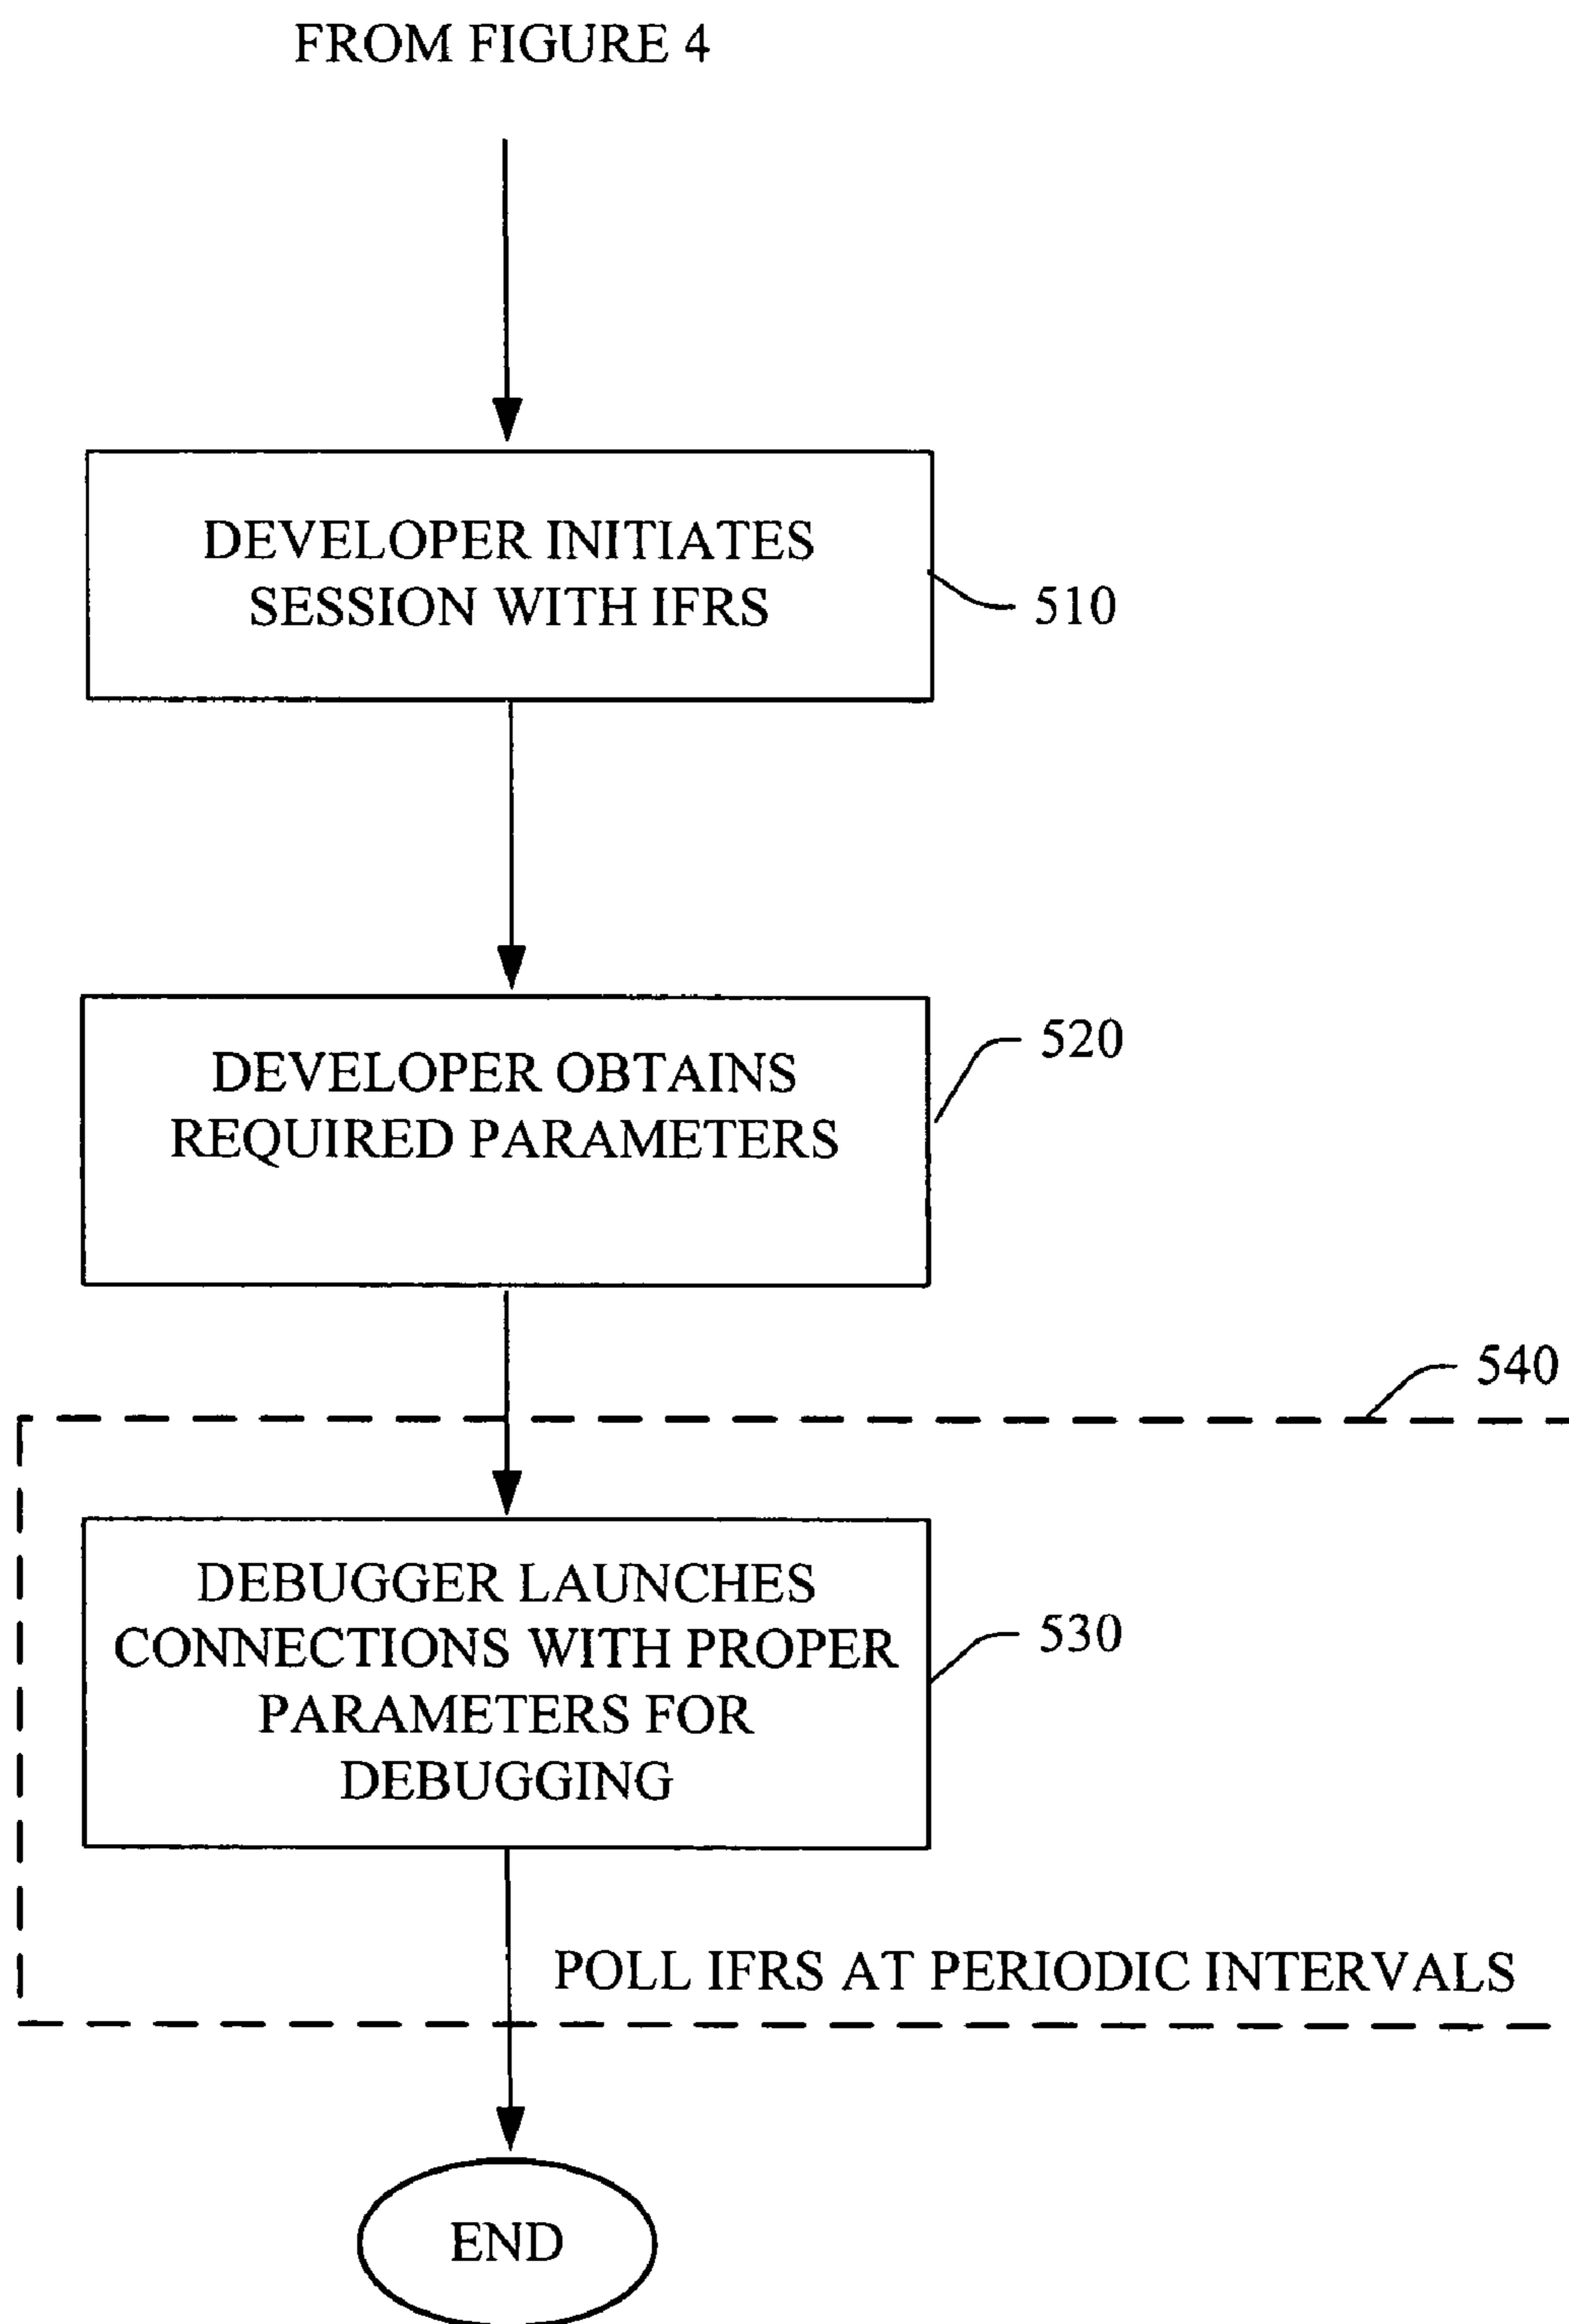 FROM FIGURE 4
DEVELOPER INITIATES
SESSION WITH IFRS
510
520
DEVELOPER OBTAINS
REQUIRED PARAMETERS
540
DEBUGGER LAUNCHES
CONNECTIONS WITH PROPER
PARAMETERS FOR
DEBUGGING
530
POLL IFRS AT PERIODIC INTERVALS
END